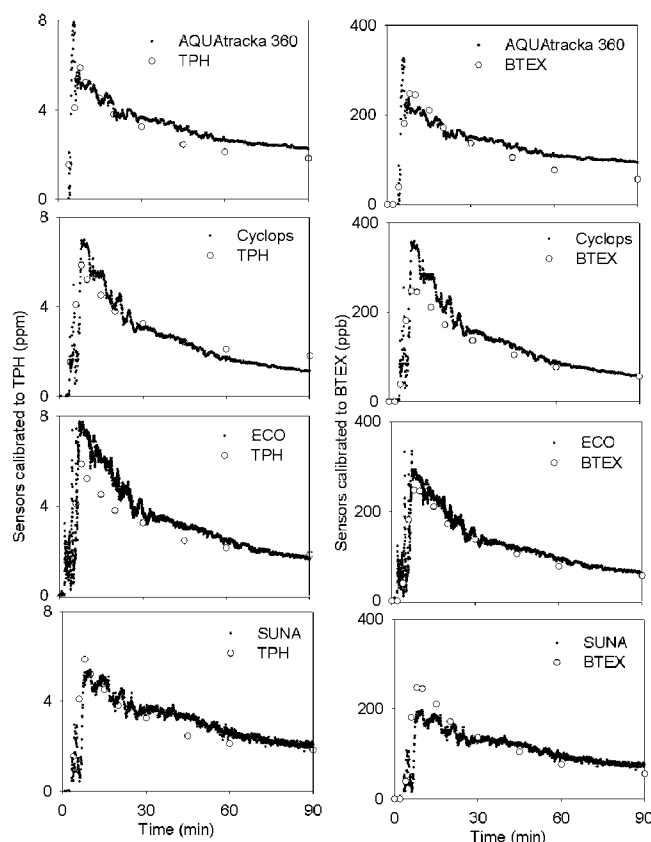 8
AQUAtracka 360
TPH
4
0
400
AQUAtracka 360
BTEX
200
0
8
Cyclops
TPH
4
0
400
Cyclops
BTEX
200
0
8
ECO
TPH
4
0
400
ECO
BTEX
200
0
8
SUNA
TPH
4
0
0
30
60
90
Time (min)
400
SUNA
BTEX
200
0
0
30
60
90
Time (min)
Sensors calibrated to TPH (ppm)
Sensors calibrated to BTEX (ppb)